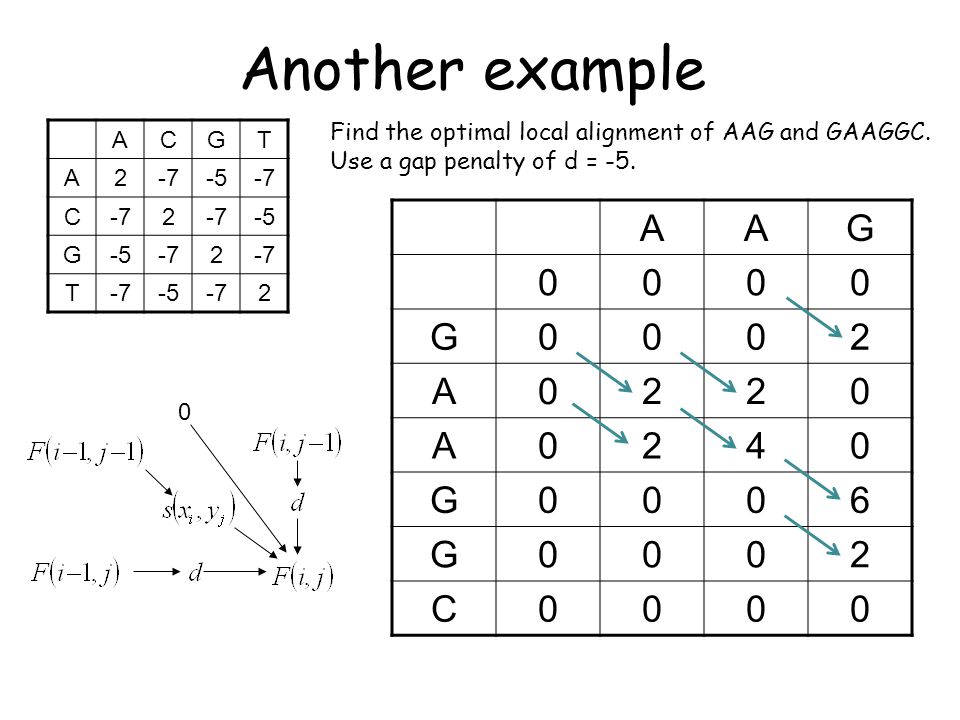 Another example
Find the optimal local alignment of AAG and GAAGGC.
Use a gap penalty of d = -5.
A C G T
A 2 -7 -5 -7
C -7 2 -7 -5
G -5 -7 2 -7
T -7 -5 -7 2
A A G
0 0 0 0
G 0 0 0 2
A 0 2 2 0
A 0 2 4 0
G 0 0 0 6
G 0 0 0 2
C 0 0 0 0
0
F(i−1, j−1) F(i, j−1)
s(xᵢ, yⱼ) d
F(i−1, j) d F(i, j)